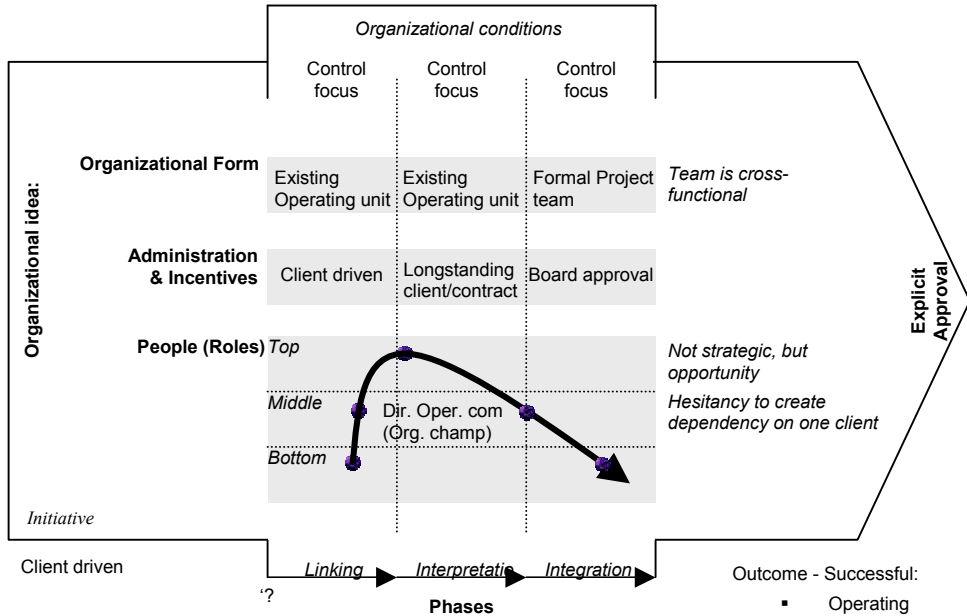 Organizational conditions
Control
focus
Control
focus
Control
focus
Organizational Form
Existing
Operating unit
Existing
Operating unit
Formal Project
team
Team is cross-
functional
Organizational idea:
Administration
& Incentives
Client driven
Longstanding
client/contract
Board approval
Explicit
Approval
People (Roles)
Top
Middle
Bottom
Dir. Oper. com
(Org. champ)
Not strategic, but
opportunity
Hesitancy to create
dependency on one client
Initiative
Client driven
Linking
Interpretatio
Integration
'?
Phases
Outcome - Successful:
▪ Operating